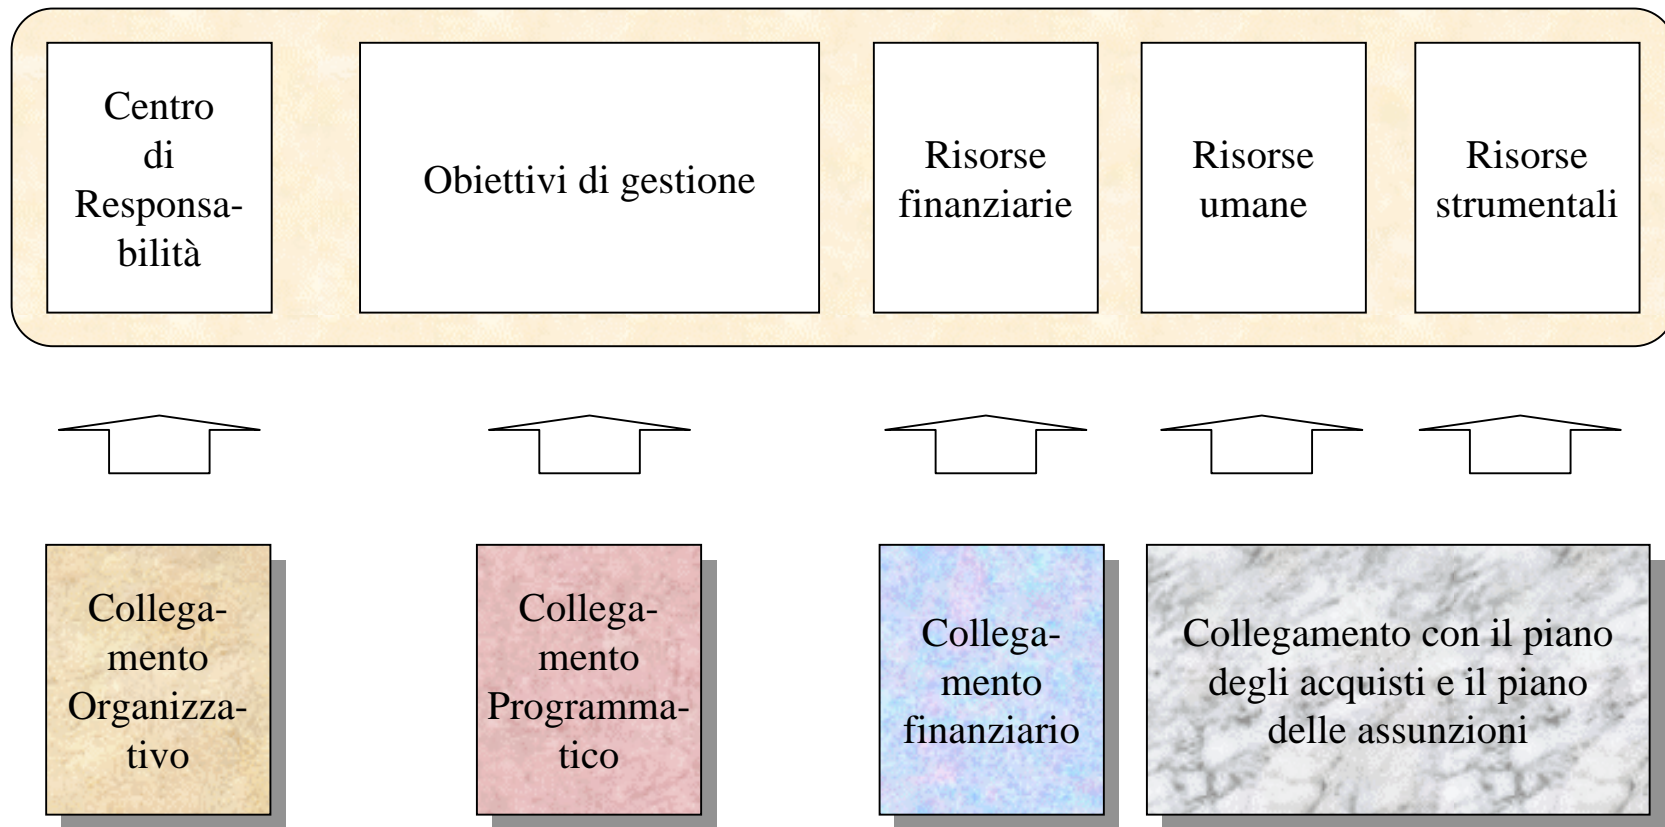 Centro
di
Responsa-
bilità
Obiettivi di gestione
Risorse
finanziarie
Risorse
umane
Risorse
strumentali
Collega-
mento
Organizza-
tivo
Collega-
mento
Programma-
tico
Collega-
mento
finanziario
Collegamento con il piano
degli acquisti e il piano
delle assunzioni